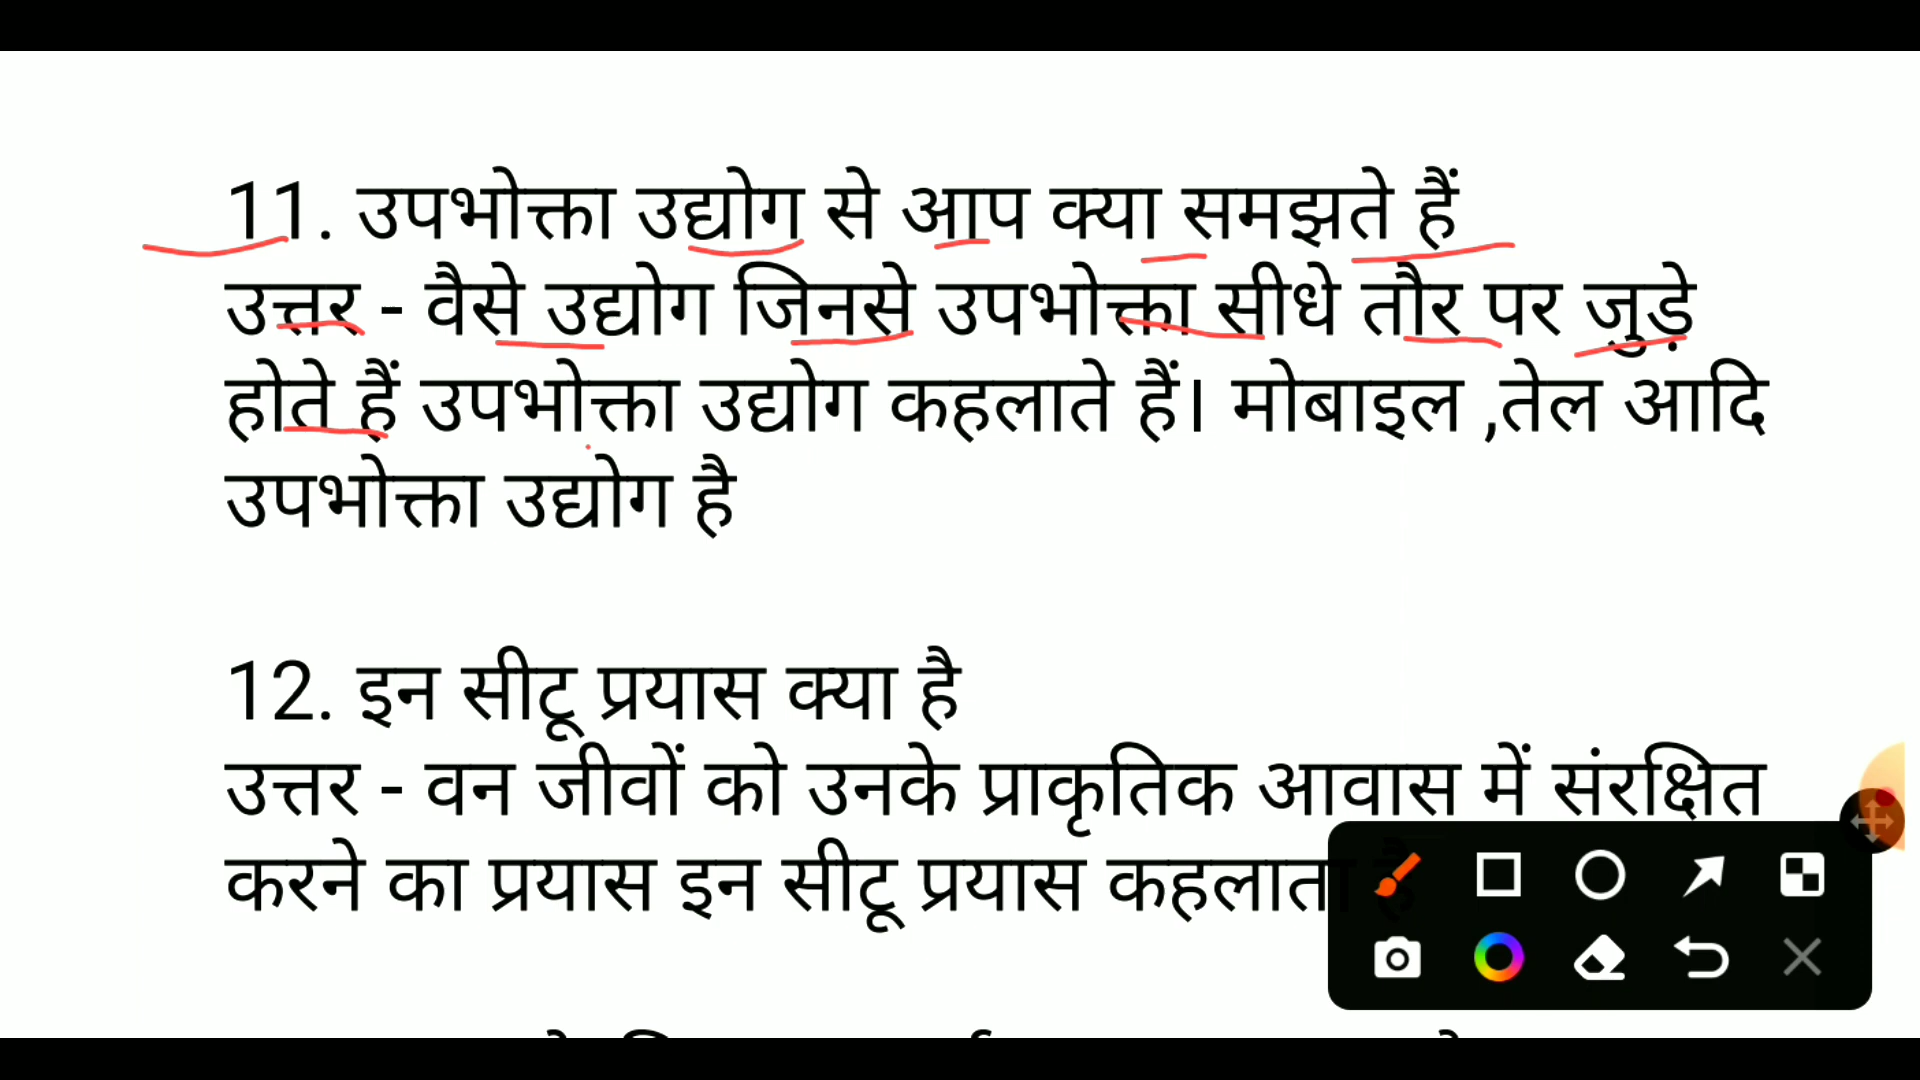 11. उपभोक्ता उद्योग से आप क्या समझते हैं
उत्तर - वैसे उद्योग जिनसे उपभोक्ता सीधे तौर पर जुड़े
होते हैं उपभोक्ता उद्योग कहलाते हैं। मोबाइल ,तेल आदि
उपभोक्ता उद्योग है
12. इन सीटू प्रयास क्या है
उत्तर - वन जीवों को उनके प्राकृतिक आवास में संरक्षित
करने का प्रयास इन सीटू प्रयास कहलाता है